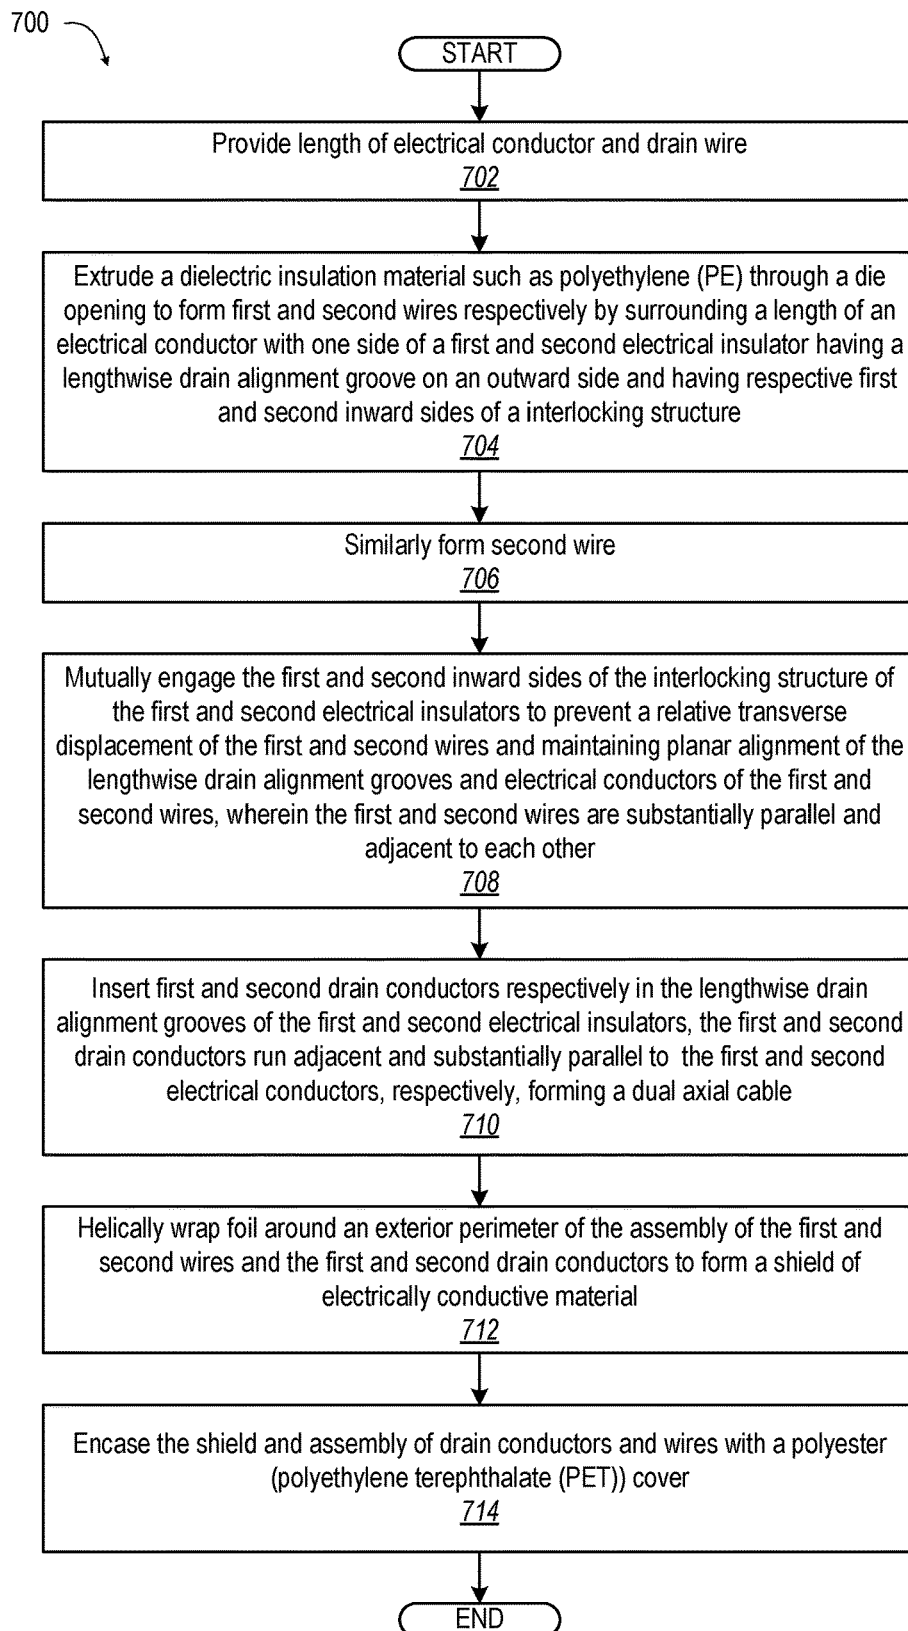 700
START
Provide length of electrical conductor and drain wire
702
Extrude a dielectric insulation material such as polyethylene (PE) through a die
opening to form first and second wires respectively by surrounding a length of an
electrical conductor with one side of a first and second electrical insulator having a
lengthwise drain alignment groove on an outward side and having respective first
and second inward sides of a interlocking structure
704
Similarly form second wire
706
Mutually engage the first and second inward sides of the interlocking structure of
the first and second electrical insulators to prevent a relative transverse
displacement of the first and second wires and maintaining planar alignment of the
lengthwise drain alignment grooves and electrical conductors of the first and
second wires, wherein the first and second wires are substantially parallel and
adjacent to each other
708
Insert first and second drain conductors respectively in the lengthwise drain
alignment grooves of the first and second electrical insulators, the first and second
drain conductors run adjacent and substantially parallel to the first and second
electrical conductors, respectively, forming a dual axial cable
710
Helically wrap foil around an exterior perimeter of the assembly of the first and
second wires and the first and second drain conductors to form a shield of
electrically conductive material
712
Encase the shield and assembly of drain conductors and wires with a polyester
(polyethylene terephthalate (PET)) cover
714
END